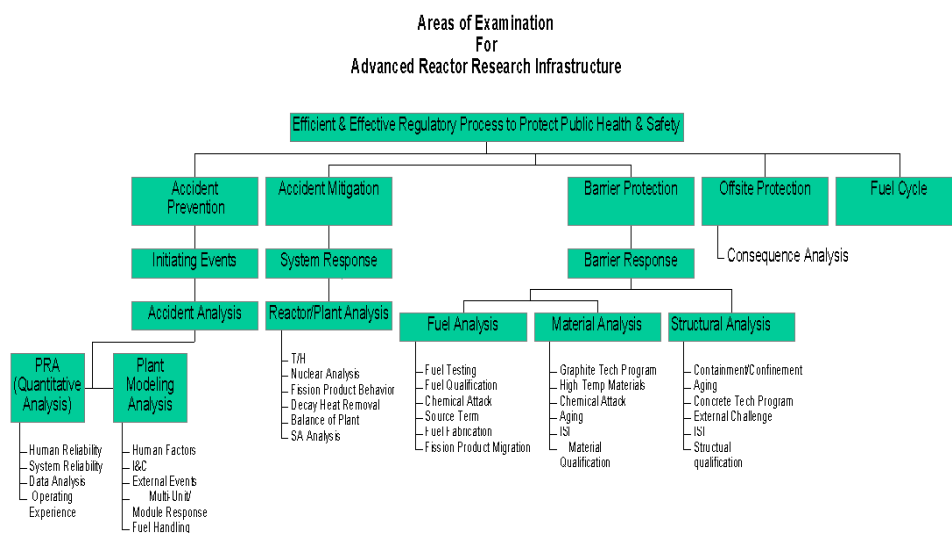 Areas of Examination
For
Advanced Reactor Research Infrastructure
Efficient & Effective Regulatory Process to Protect Public Health & Safety
Accident
Prevention
Accident Mitigation
Barrier Protection
Offsite Protection
Fuel Cycle
Consequence Analysis
Initiating Events
System Response
Barrier Response
Accident Analysis
Reactor/Plant Analysis
Fuel Analysis
Material Analysis
Structural Analysis
PRA
(Quantitative
Analysis)
Plant
Modeling
Analysis
Human Reliability
System Reliability
Data Analysis
Operating
Experience
Human Factors
I&C
External Events
Multi-Unit/
Module Response
Fuel Handling
T/H
Nuclear Analysis
Fission Product Behavior
Decay Heat Removal
Balance of Plant
SA Analysis
Fuel Testing
Fuel Qualification
Chemical Attack
Source Term
Fuel Fabrication
Fission Product Migration
Graphite Tech Program
High Temp Materials
Chemical Attack
Aging
ISI
Material
Qualification
Containment/Confinement
Aging
Concrete Tech Program
External Challenge
ISI
Structural
qualification